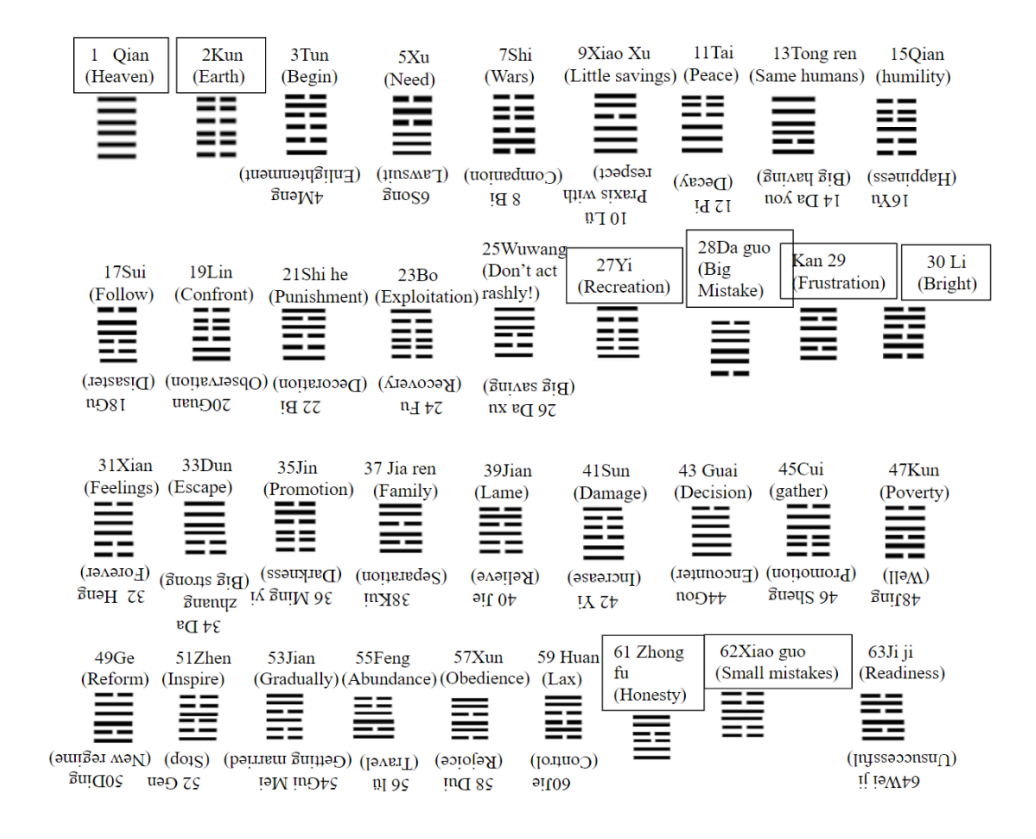 1 Qian
(Heaven)
2Kun
(Earth)
3Tun
(Begin)
5Xu
(Need)
7Shi
(Wars)
9Xiao Xu
(Little savings)
11Tai
(Peace)
13Tong ren
(Same humans)
15Qian
(humility)
4Meng
(Enlightenment)
6Song
(Lawsuit)
8 Bi
(Companion)
10 Lü
Praxis with
respect)
12 Pi
(Decay)
14 Da you
(Big having)
16Yu
(Happiness)
17Sui
(Follow)
19Lin
(Confront)
21Shi he
(Punishment)
23Bo
(Exploitation)
25Wuwang
(Don't act
rashly!)
27Yi
(Recreation)
28Da guo
(Big
Mistake)
Kan 29
(Frustration)
30 Li
(Bright)
18Gu
(Disaster)
20Guan
(Observation)
22 Bi
(Decoration)
24 Fu
(Recovery)
26 Da xu
(Big saving)
31Xian
(Feelings)
33Dun
(Escape)
35Jin
(Promotion)
37 Jia ren
(Family)
39Jian
(Lame)
41Sun
(Damage)
43 Guai
(Decision)
45Cui
(gather)
47Kun
(Poverty)
32 Heng
(Forever)
34 Da
zhuang
(Big strong)
36 Ming yi
(Darkness)
38Kui
(Separation)
40 Jie
(Relieve)
42 Yi
(Increase)
44Gou
(Encounter)
46 Sheng
(Promotion)
48Jing
(Well)
49Ge
(Reform)
51Zhen
(Inspire)
53Jian
(Gradually)
55Feng
(Abundance)
57Xun
(Obedience)
59 Huan
(Lax)
61 Zhong
fu
(Honesty)
62Xiao guo
(Small mistakes)
63Ji ji
(Readiness)
50Ding
(New regime)
52 Gen
(Stop)
54Gui Mei
(Getting married)
56 lü
(Travel)
58 Dui
(Rejoice)
60Jie
(Control)
64Wei ji
(Unsucessful)